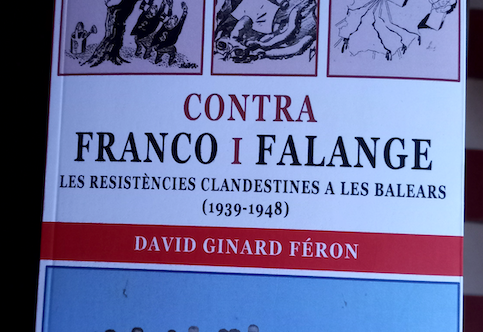 CONTRA
FRANCO I FALANGE
LES RESISTÈNCIES CLANDESTINES A LES BALEARS
(1939-1948)
DAVID GINARD FÉRON